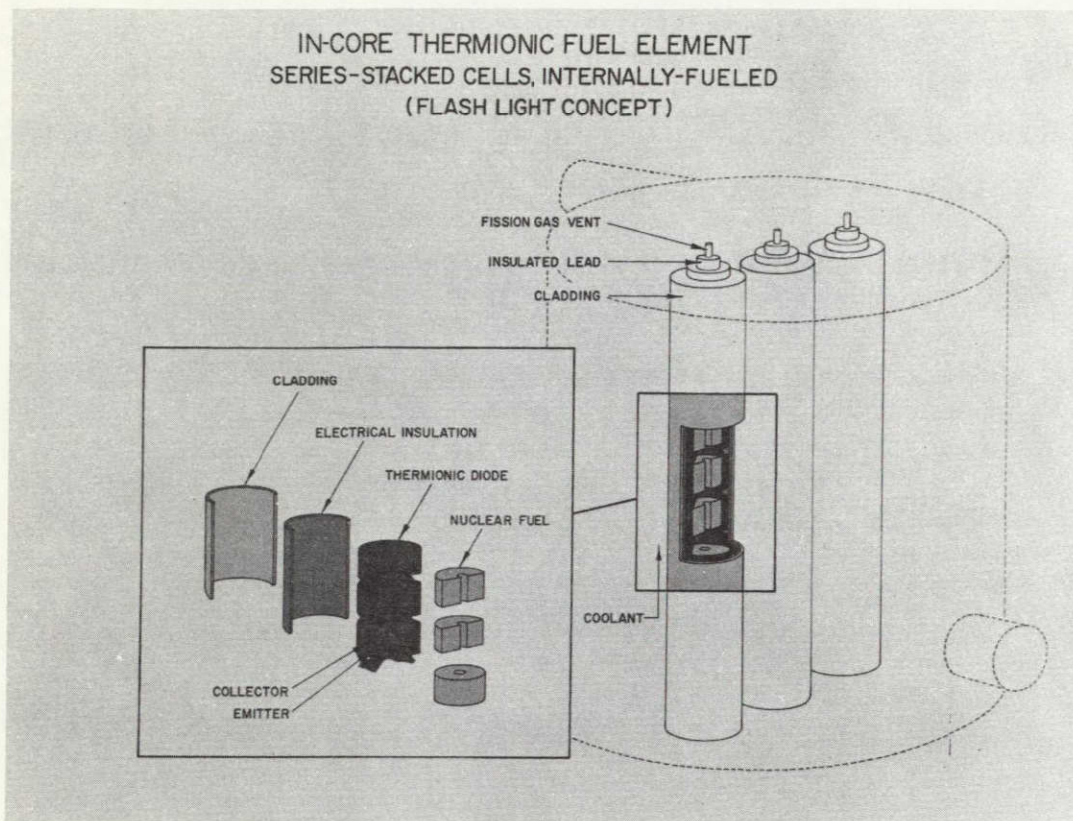 IN-CORE THERMIONIC FUEL ELEMENT
SERIES-STACKED CELLS, INTERNALLY-FUELED
(FLASH LIGHT CONCEPT)
FISSION GAS VENT
INSULATED LEAD
CLADDING
CLADDING
ELECTRICAL INSULATION
THERMIONIC DIODE
NUCLEAR FUEL
COOLANT
COLLECTOR
EMITTER